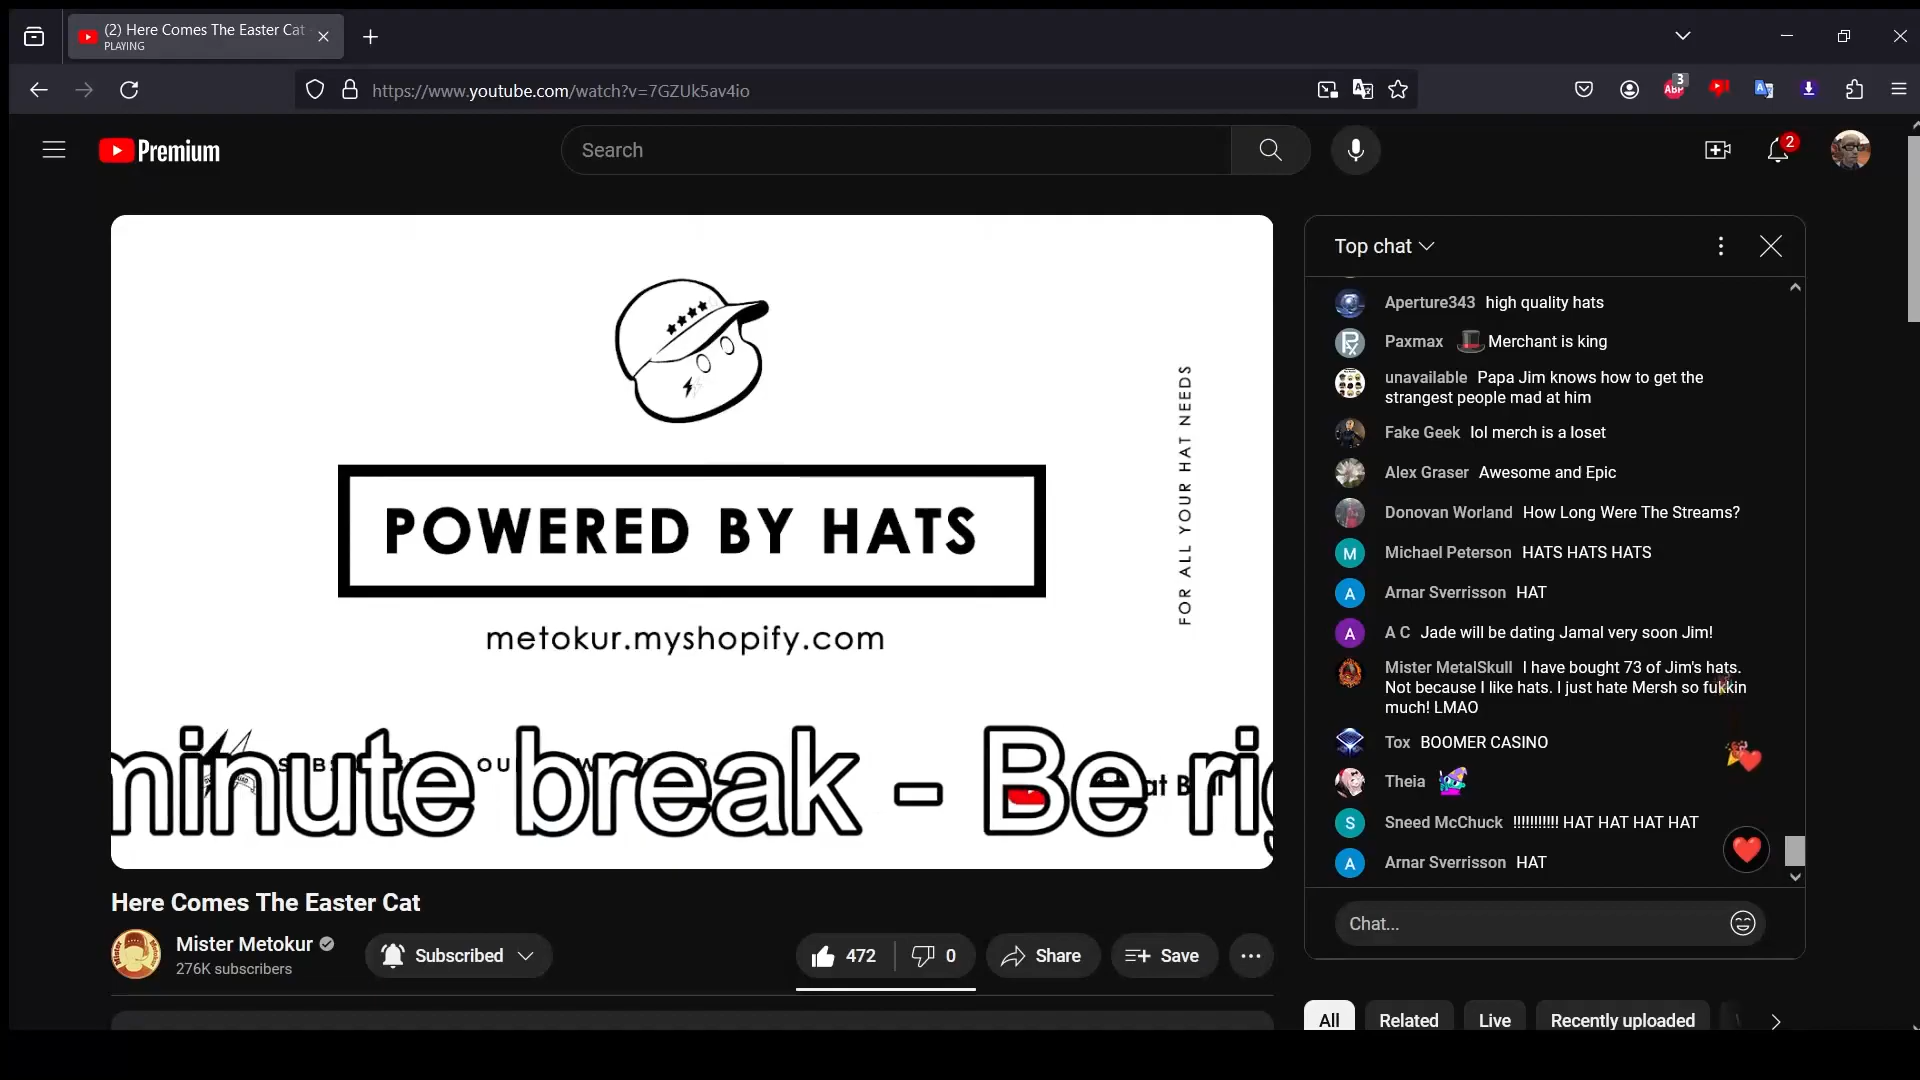 (2) Here Comes The Easter Cat
PLAYING
https://www.youtube.com/watch?v=7GZUk5av4io
ABP
3
Premium
Search
2
POWERED BY HATS
metokur.myshopify.com
FOR ALL YOUR HAT NEEDS
minute break - Be rig
Here Comes The Easter Cat
Mister Metokur
276K subscribers
Subscribed
472
0
Share
Save
Top chat
Aperture343 high quality hats
Paxmax Merchant is king
unavailable Papa Jim knows how to get the
strangest people mad at him
Fake Geek lol merch is a loset
Alex Graser Awesome and Epic
Donovan Worland How Long Were The Streams?
M
Michael Peterson HATS HATS HATS
A
Arnar Sverrisson HAT
A
A C Jade will be dating Jamal very soon Jim!
Mister MetalSkull I have bought 73 of Jim's hats.
Not because I like hats. I just hate Mersh so fukkin
much! LMAO
Tox BOOMER CASINO
Theia
S
Sneed McChuck !!!!!!!!!!! HAT HAT HAT HAT
A
Arnar Sverrisson HAT
Chat...
All
Related
Live
Recently uploaded